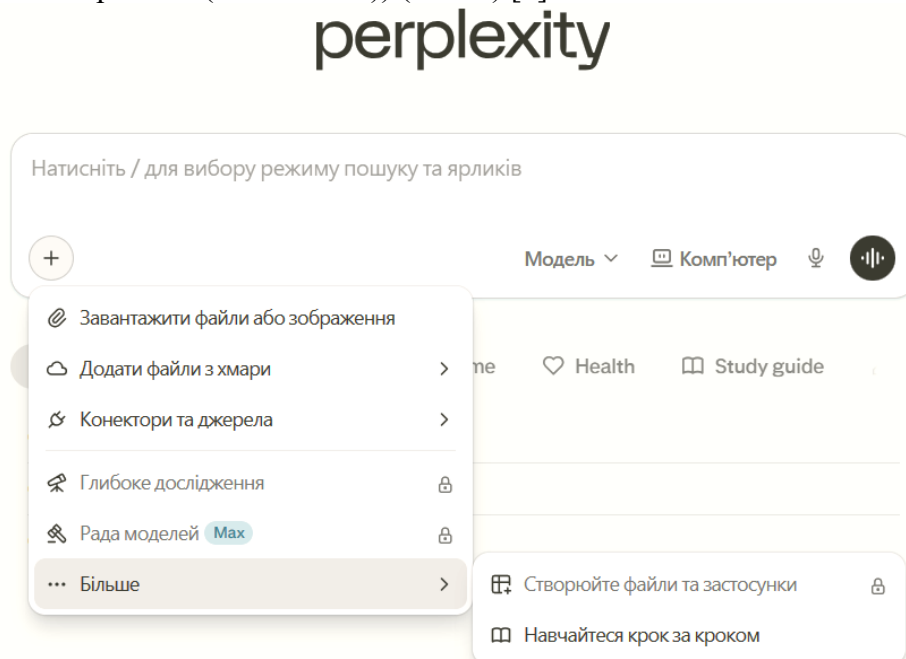 perplexity
Натисніть / для вибору режиму пошуку та ярликів
+
Модель Комп'ютер
Завантажити файли або зображення
Додати файли з хмари
Health Study guide
Конектори та джерела
Глибоке дослідження
Рада моделей Max
Більше
Створюйте файли та застосунки
Навчайтеся крок за кроком